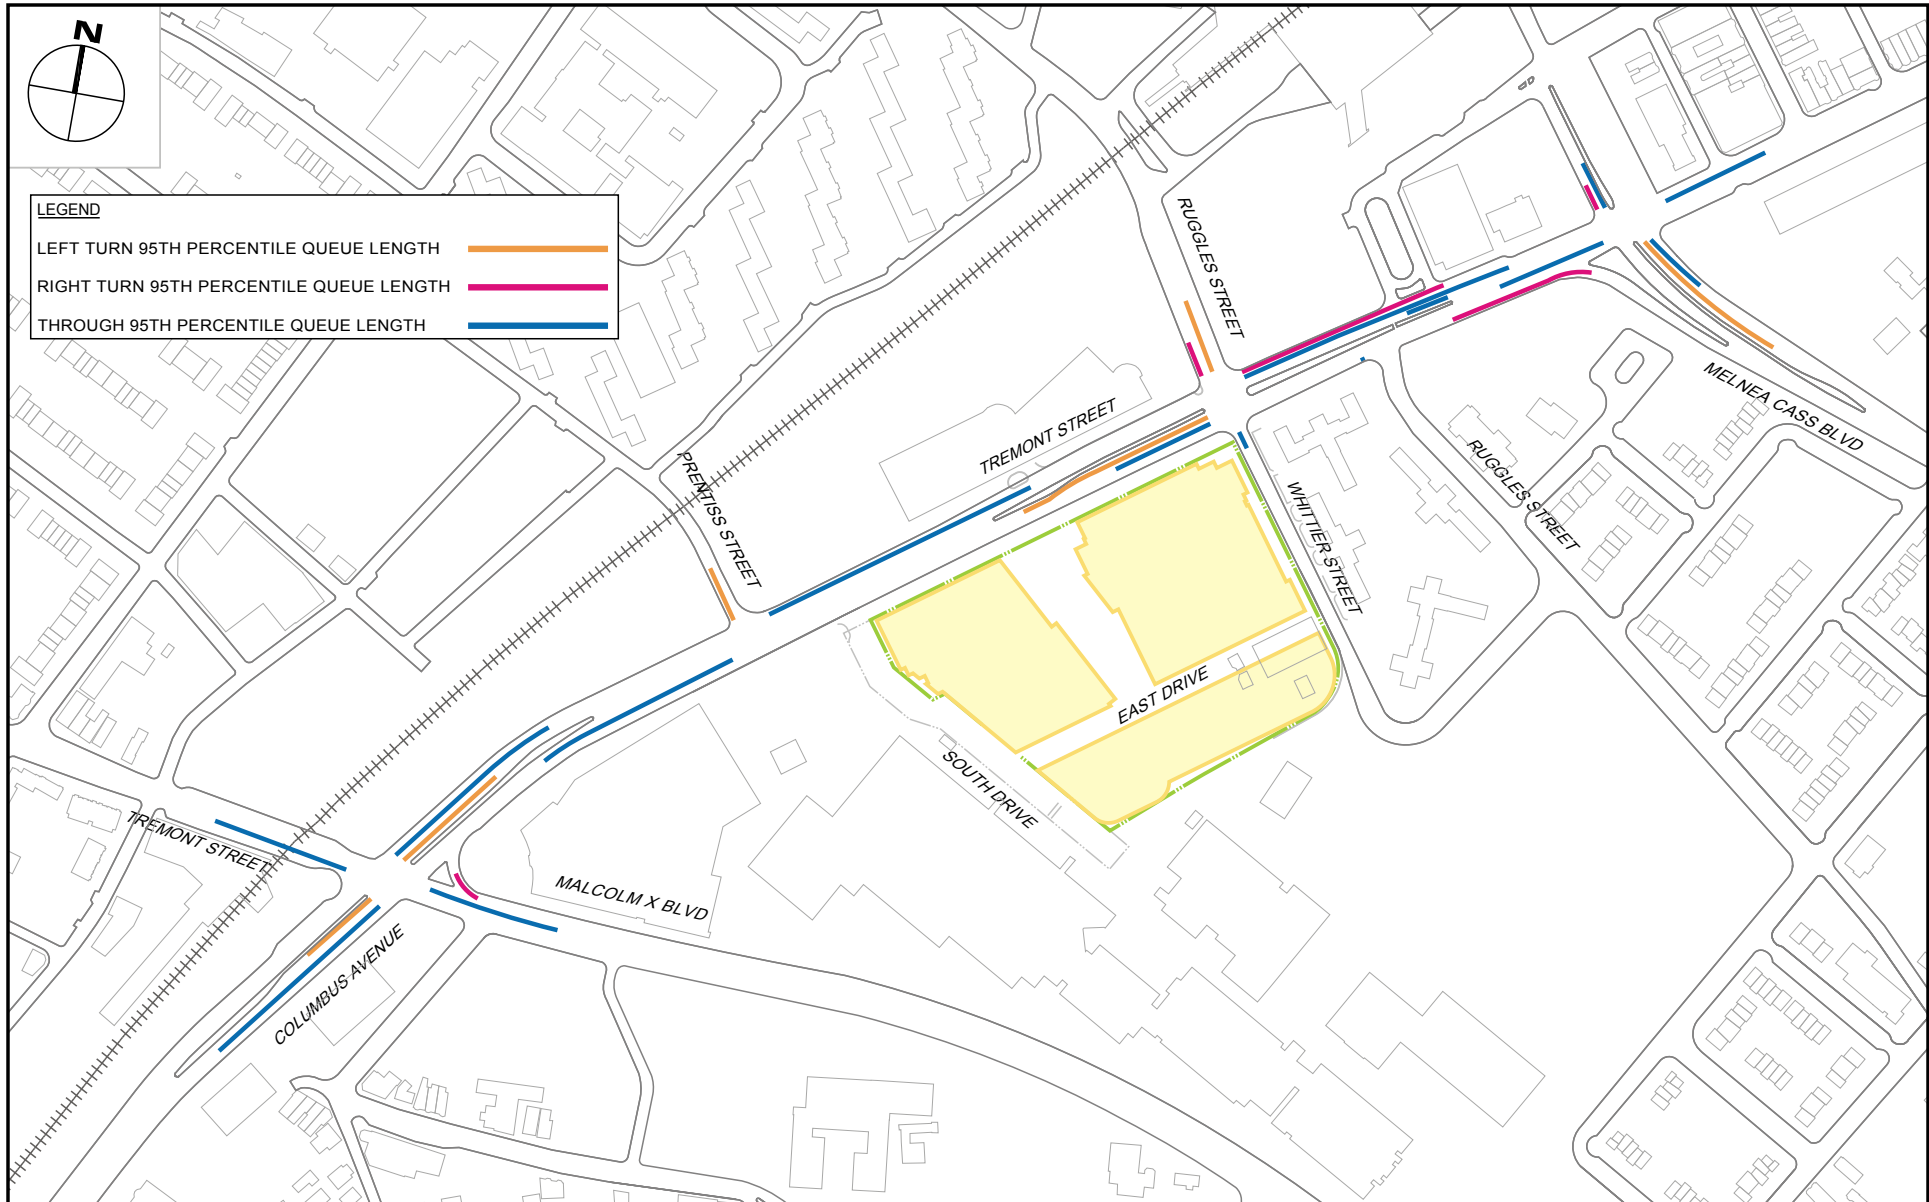 N
LEGEND
LEFT TURN 95TH PERCENTILE QUEUE LENGTH
RIGHT TURN 95TH PERCENTILE QUEUE LENGTH
THROUGH 95TH PERCENTILE QUEUE LENGTH
RUGGLES STREET
TREMONT STREET
MELNEA CASS BLVD
PRENTISS STREET
RUGGLES STREET
WHITTIER STREET
EAST DRIVE
SOUTH DRIVE
TREMONT STREET
MALCOLM X BLVD
COLUMBUS AVENUE